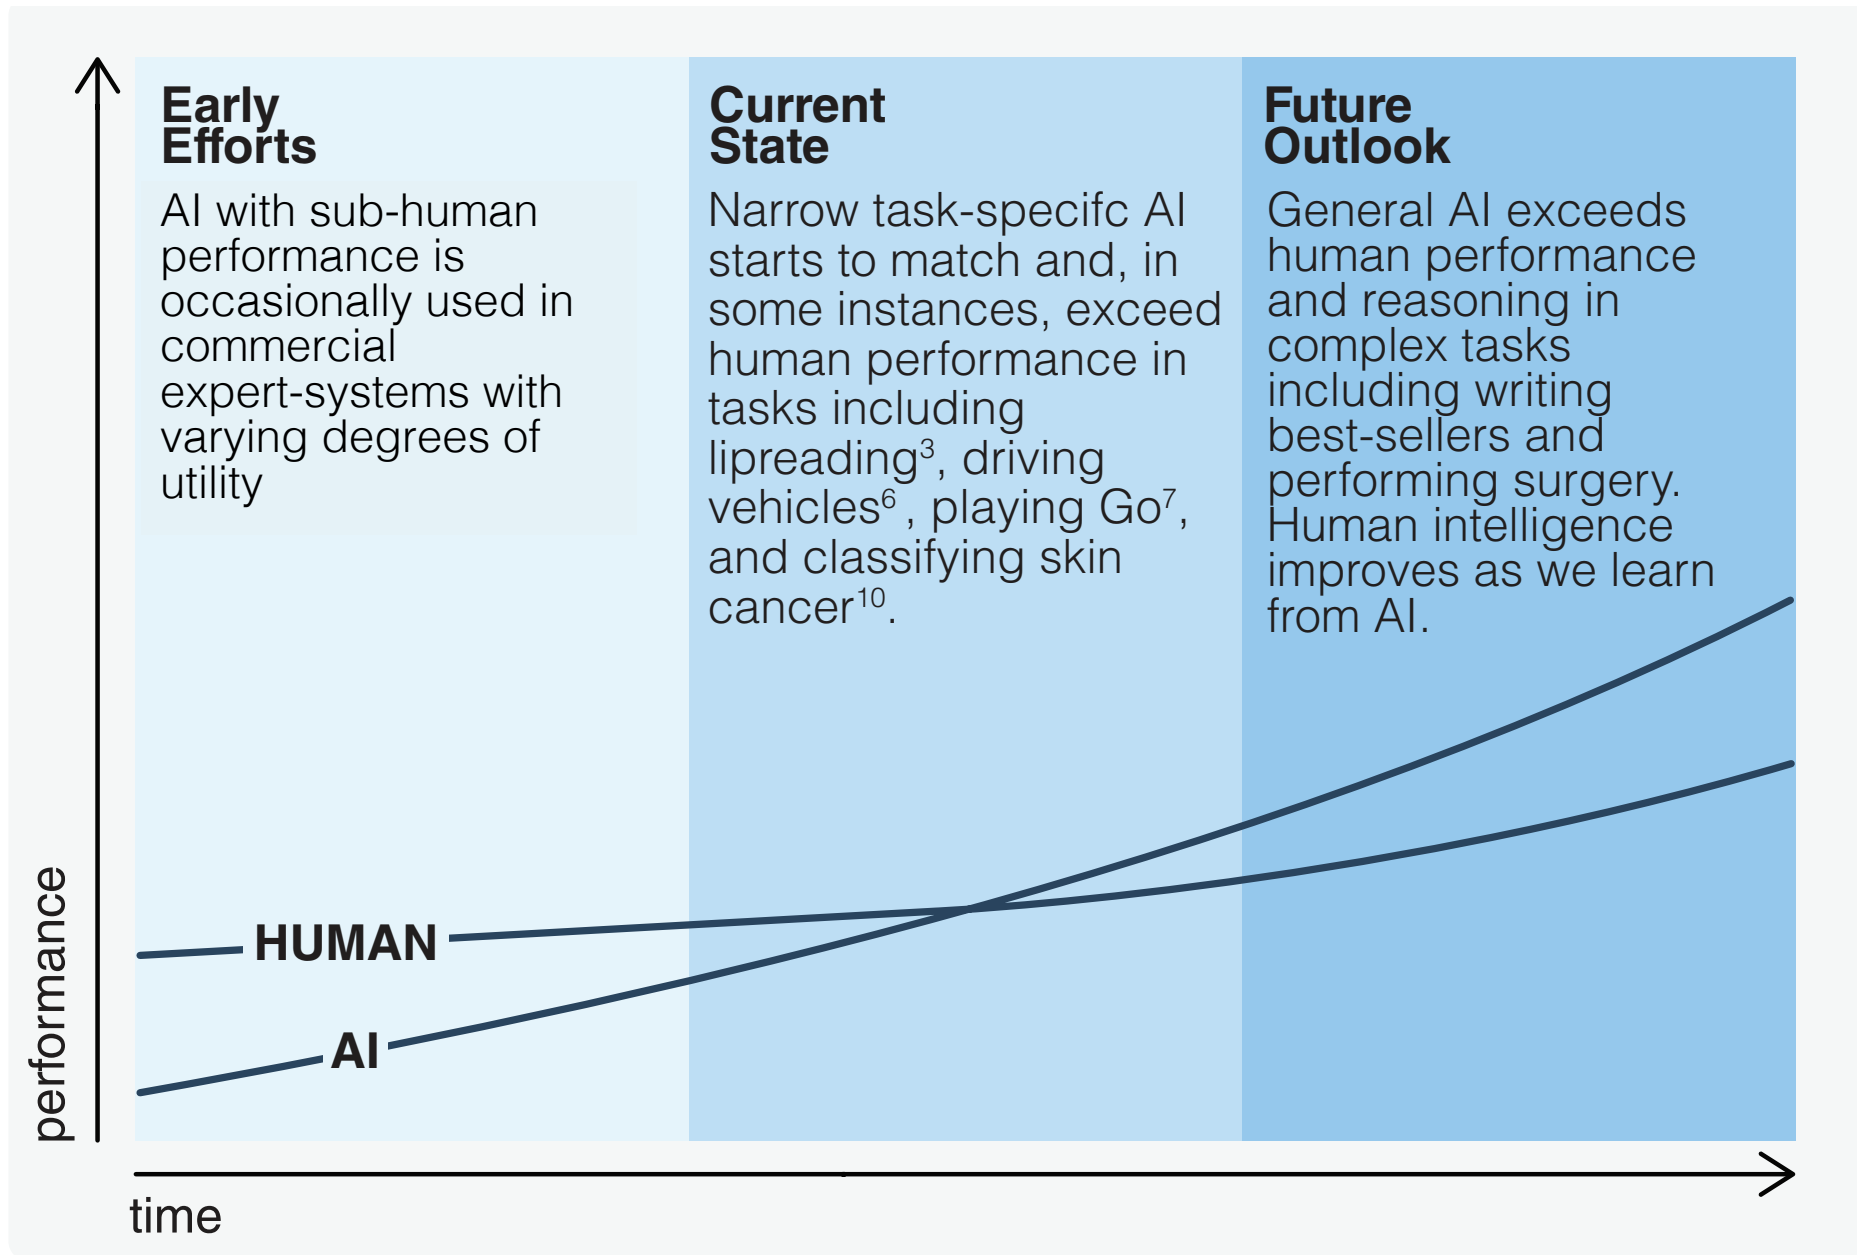 Early
Efforts
AI with sub-human
performance is
occasionally used in
commercial
expert-systems with
varying degrees of
utility
Current
State
Narrow task-specifc AI
starts to match and, in
some instances, exceed
human performance in
tasks including
lipreading³, driving
vehicles⁶ , playing Go⁷,
and classifying skin
cancer¹⁰.
Future
Outlook
General AI exceeds
human performance
and reasoning in
complex tasks
including writing
best-sellers and
performing surgery.
Human intelligence
improves as we learn
from AI.
HUMAN
AI
performance
time